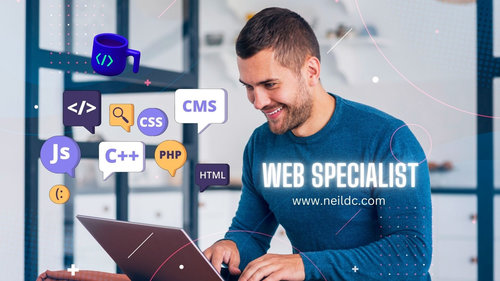 </>
</>
CMS
CSS
Js
C++
PHP
HTML
(:
WEB SPECIALIST
www.neildc.com